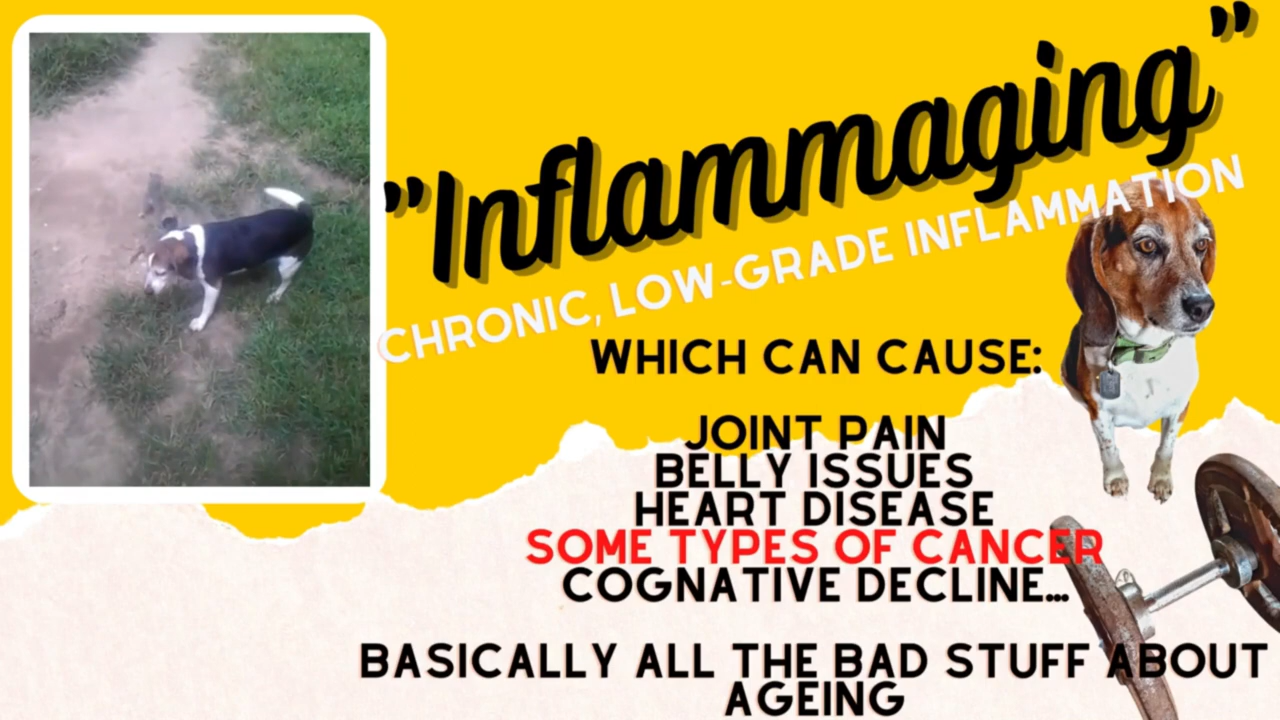 "Inflammaging"
CHRONIC, LOW-GRADE INFLAMMATION
WHICH CAN CAUSE:
JOINT PAIN
BELLY ISSUES
HEART DISEASE
SOME TYPES OF CANCER
COGNATIVE DECLINE...
BASICALLY ALL THE BAD STUFF ABOUT
AGEING